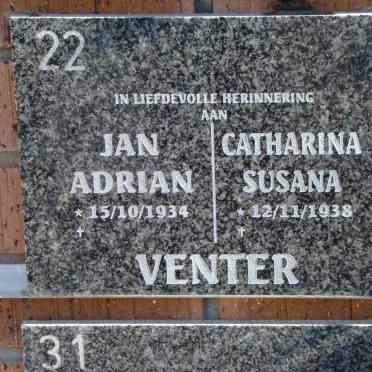 22
IN LIEFDEVOLLE HERINNERING
AAN
JAN
ADRIAN
* 15/10/1934
†
CATHARINA
SUSANA
* 12/11/1938
†
VENTER
31